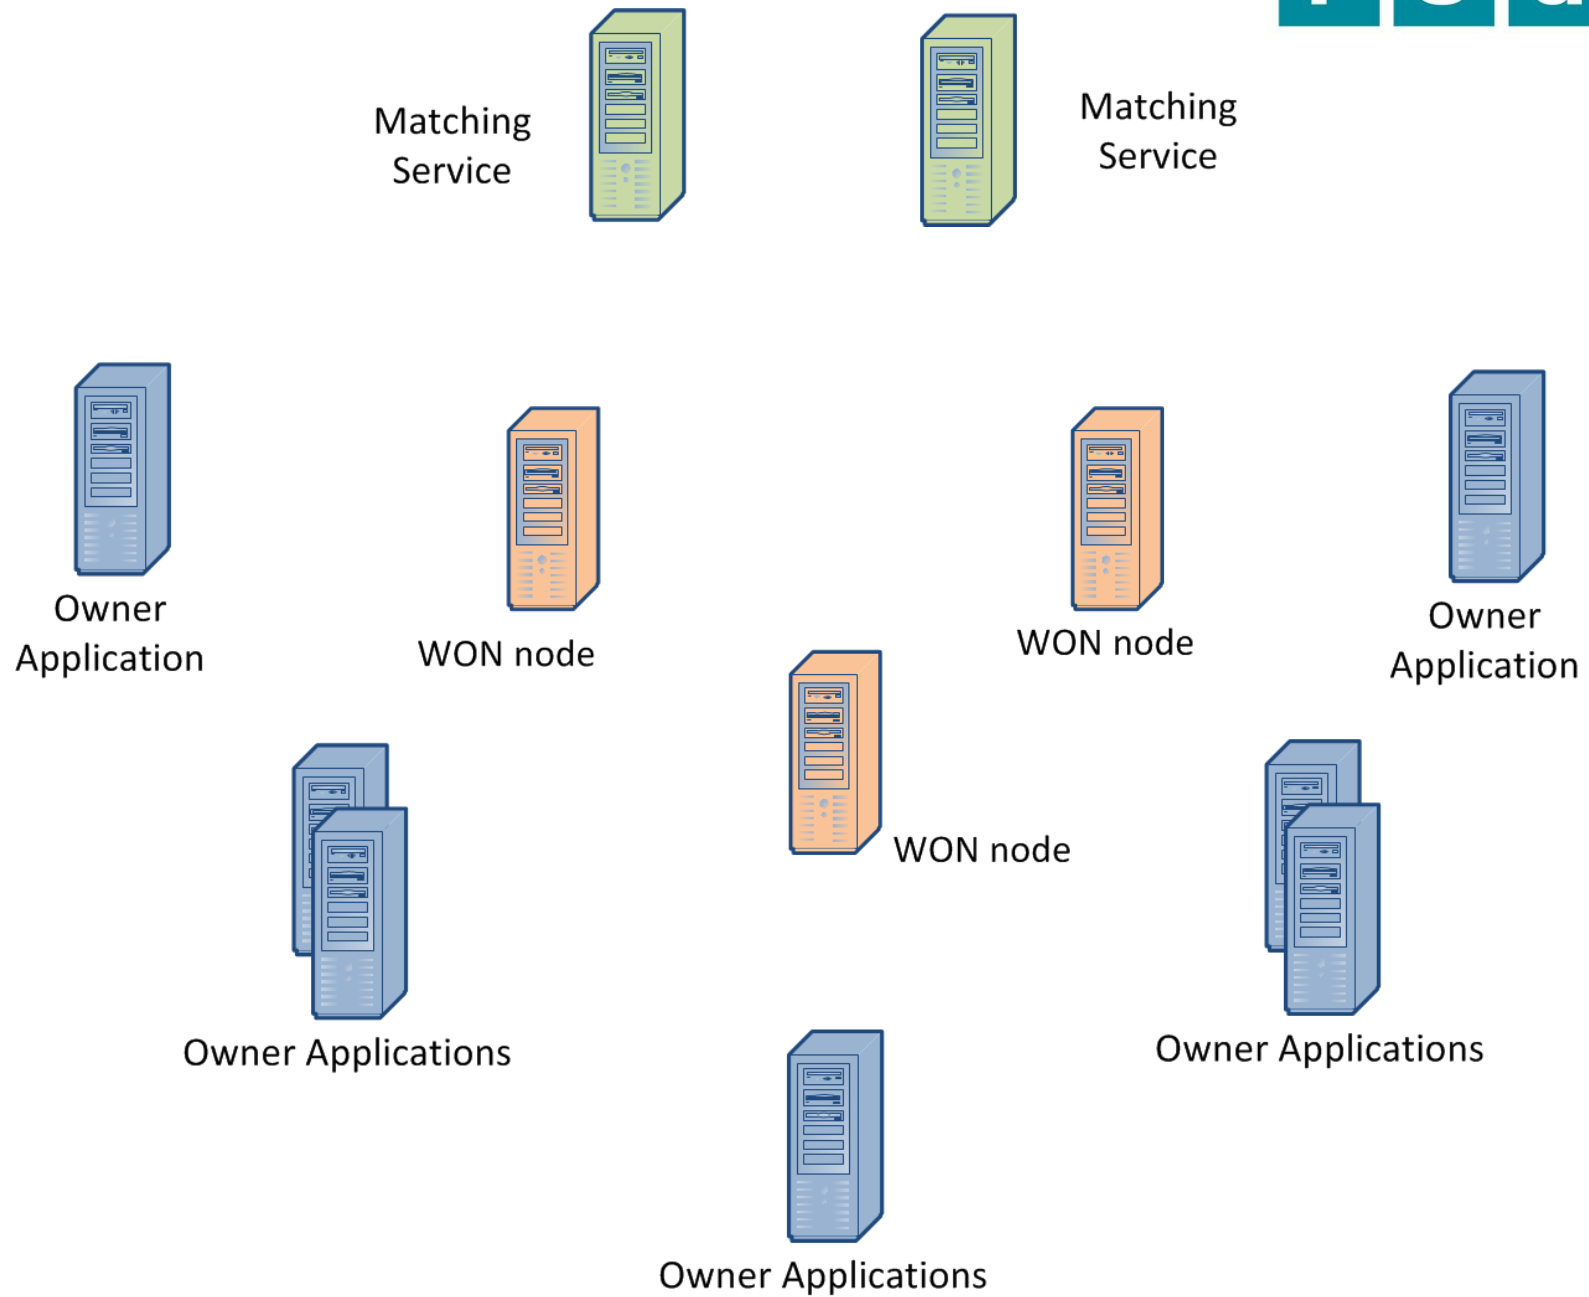 Matching
Service
Matching
Service
Owner
Application
WON node
WON node
Owner
Application
WON node
Owner Applications
Owner Applications
Owner Applications